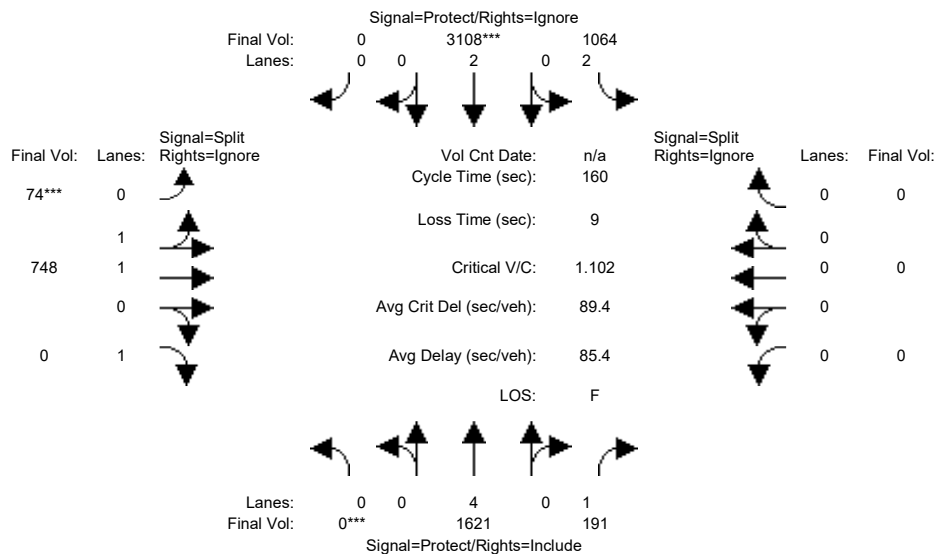 Signal=Protect/Rights=Ignore
Final Vol: 0 3108*** 1064
Lanes: 0 0 2 0 2
Signal=Split
Final Vol: Lanes: Rights=Ignore
Vol Cnt Date: n/a
Signal=Split
Rights=Ignore Lanes: Final Vol:
Cycle Time (sec): 160
74*** 0
0 0
Loss Time (sec): 9
1
0
748 1
Critical V/C: 1.102
0 0
0
Avg Crit Del (sec/veh): 89.4
0
0 1
Avg Delay (sec/veh): 85.4
0 0
LOS: F
Lanes: 0 0 4 0 1
Final Vol: 0*** 1621 191
Signal=Protect/Rights=Include